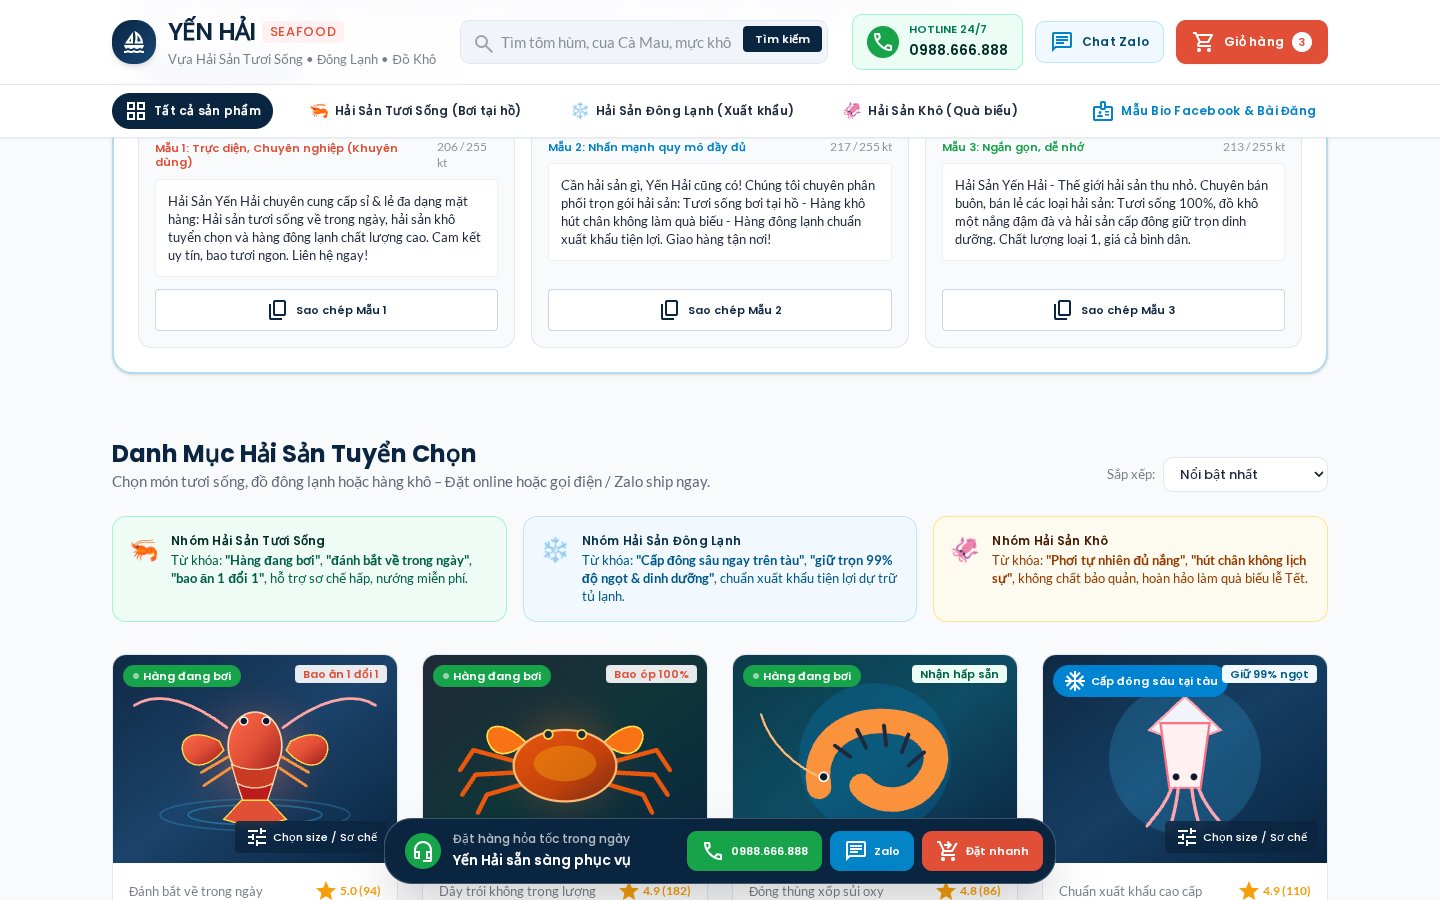 YẾN HẢI SEAFOOD
Vựa Hải Sản Tươi Sống • Đông Lạnh • Đồ Khô
Tìm tôm hùm, cua Cà Mau, mực khô
Tìm kiếm
HOTLINE 24/7
0988.666.888
Chat Zalo
Giỏ hàng 3
Tất cả sản phẩm
Hải Sản Tươi Sống (Bơi tại hồ)
Hải Sản Đông Lạnh (Xuất khẩu)
Hải Sản Khô (Quà biếu)
Mẫu Bio Facebook & Bài Đăng
Mẫu 1: Trực diện, Chuyên nghiệp (Khuyên
dùng)
206 / 255
kt
Hải Sản Yến Hải chuyên cung cấp sỉ & lẻ đa dạng mặt
hàng: Hải sản tươi sống về trong ngày, hải sản khô
tuyển chọn và hàng đông lạnh chất lượng cao. Cam kết
uy tín, bao tươi ngon. Liên hệ ngay!
Sao chép Mẫu 1
Mẫu 2: Nhấn mạnh quy mô đầy đủ
217 / 255 kt
Cần hải sản gì, Yến Hải cũng có! Chúng tôi chuyên phân
phối trọn gói hải sản: Tươi sống bơi tại hồ - Hàng khô
hút chân không làm quà biếu - Hàng đông lạnh chuẩn
xuất khẩu tiện lợi. Giao hàng tận nơi!
Sao chép Mẫu 2
Mẫu 3: Ngắn gọn, dễ nhớ
213 / 255 kt
Hải Sản Yến Hải - Thế giới hải sản thu nhỏ. Chuyên bán
buôn, bán lẻ các loại hải sản: Tươi sống 100%, đồ khô
một nắng đậm đà và hải sản cấp đông giữ trọn dinh
dưỡng. Chất lượng loại 1, giá cả bình dân.
Sao chép Mẫu 3
Danh Mục Hải Sản Tuyển Chọn
Chọn món tươi sống, đồ đông lạnh hoặc hàng khô – Đặt online hoặc gọi điện / Zalo ship ngay.
Sắp xếp:
Nổi bật nhất
Nhóm Hải Sản Tươi Sống
Từ khóa: "Hàng đang bơi", "đánh bắt về trong ngày",
"bao ăn 1 đổi 1", hỗ trợ sơ chế hấp, nướng miễn phí.
Nhóm Hải Sản Đông Lạnh
Từ khóa: "Cấp đông sâu ngay trên tàu", "giữ trọn 99%
độ ngọt & dinh dưỡng", chuẩn xuất khẩu tiện lợi dự trữ
tủ lạnh.
Nhóm Hải Sản Khô
Từ khóa: "Phơi tự nhiên đủ nắng", "hút chân không lịch
sự", không chất bảo quản, hoàn hảo làm quà biếu lễ Tết.
Hàng đang bơi
Bao ăn 1 đổi 1
Chọn size / Sơ chế
Đánh bắt về trong ngày
5.0 (94)
Hàng đang bơi
Bao óp 100%
Dây trói không trọng lượng
4.9 (182)
Hàng đang bơi
Nhận hấp sẵn
Đóng thùng xốp sủi oxy
4.8 (86)
Cấp đông sâu tại tàu
Giữ 99% ngọt
Chọn size / Sơ chế
Chuẩn xuất khẩu cao cấp
4.9 (110)
Đặt hàng hỏa tốc trong ngày
Yến Hải sẵn sàng phục vụ
0988.666.888
Zalo
Đặt nhanh